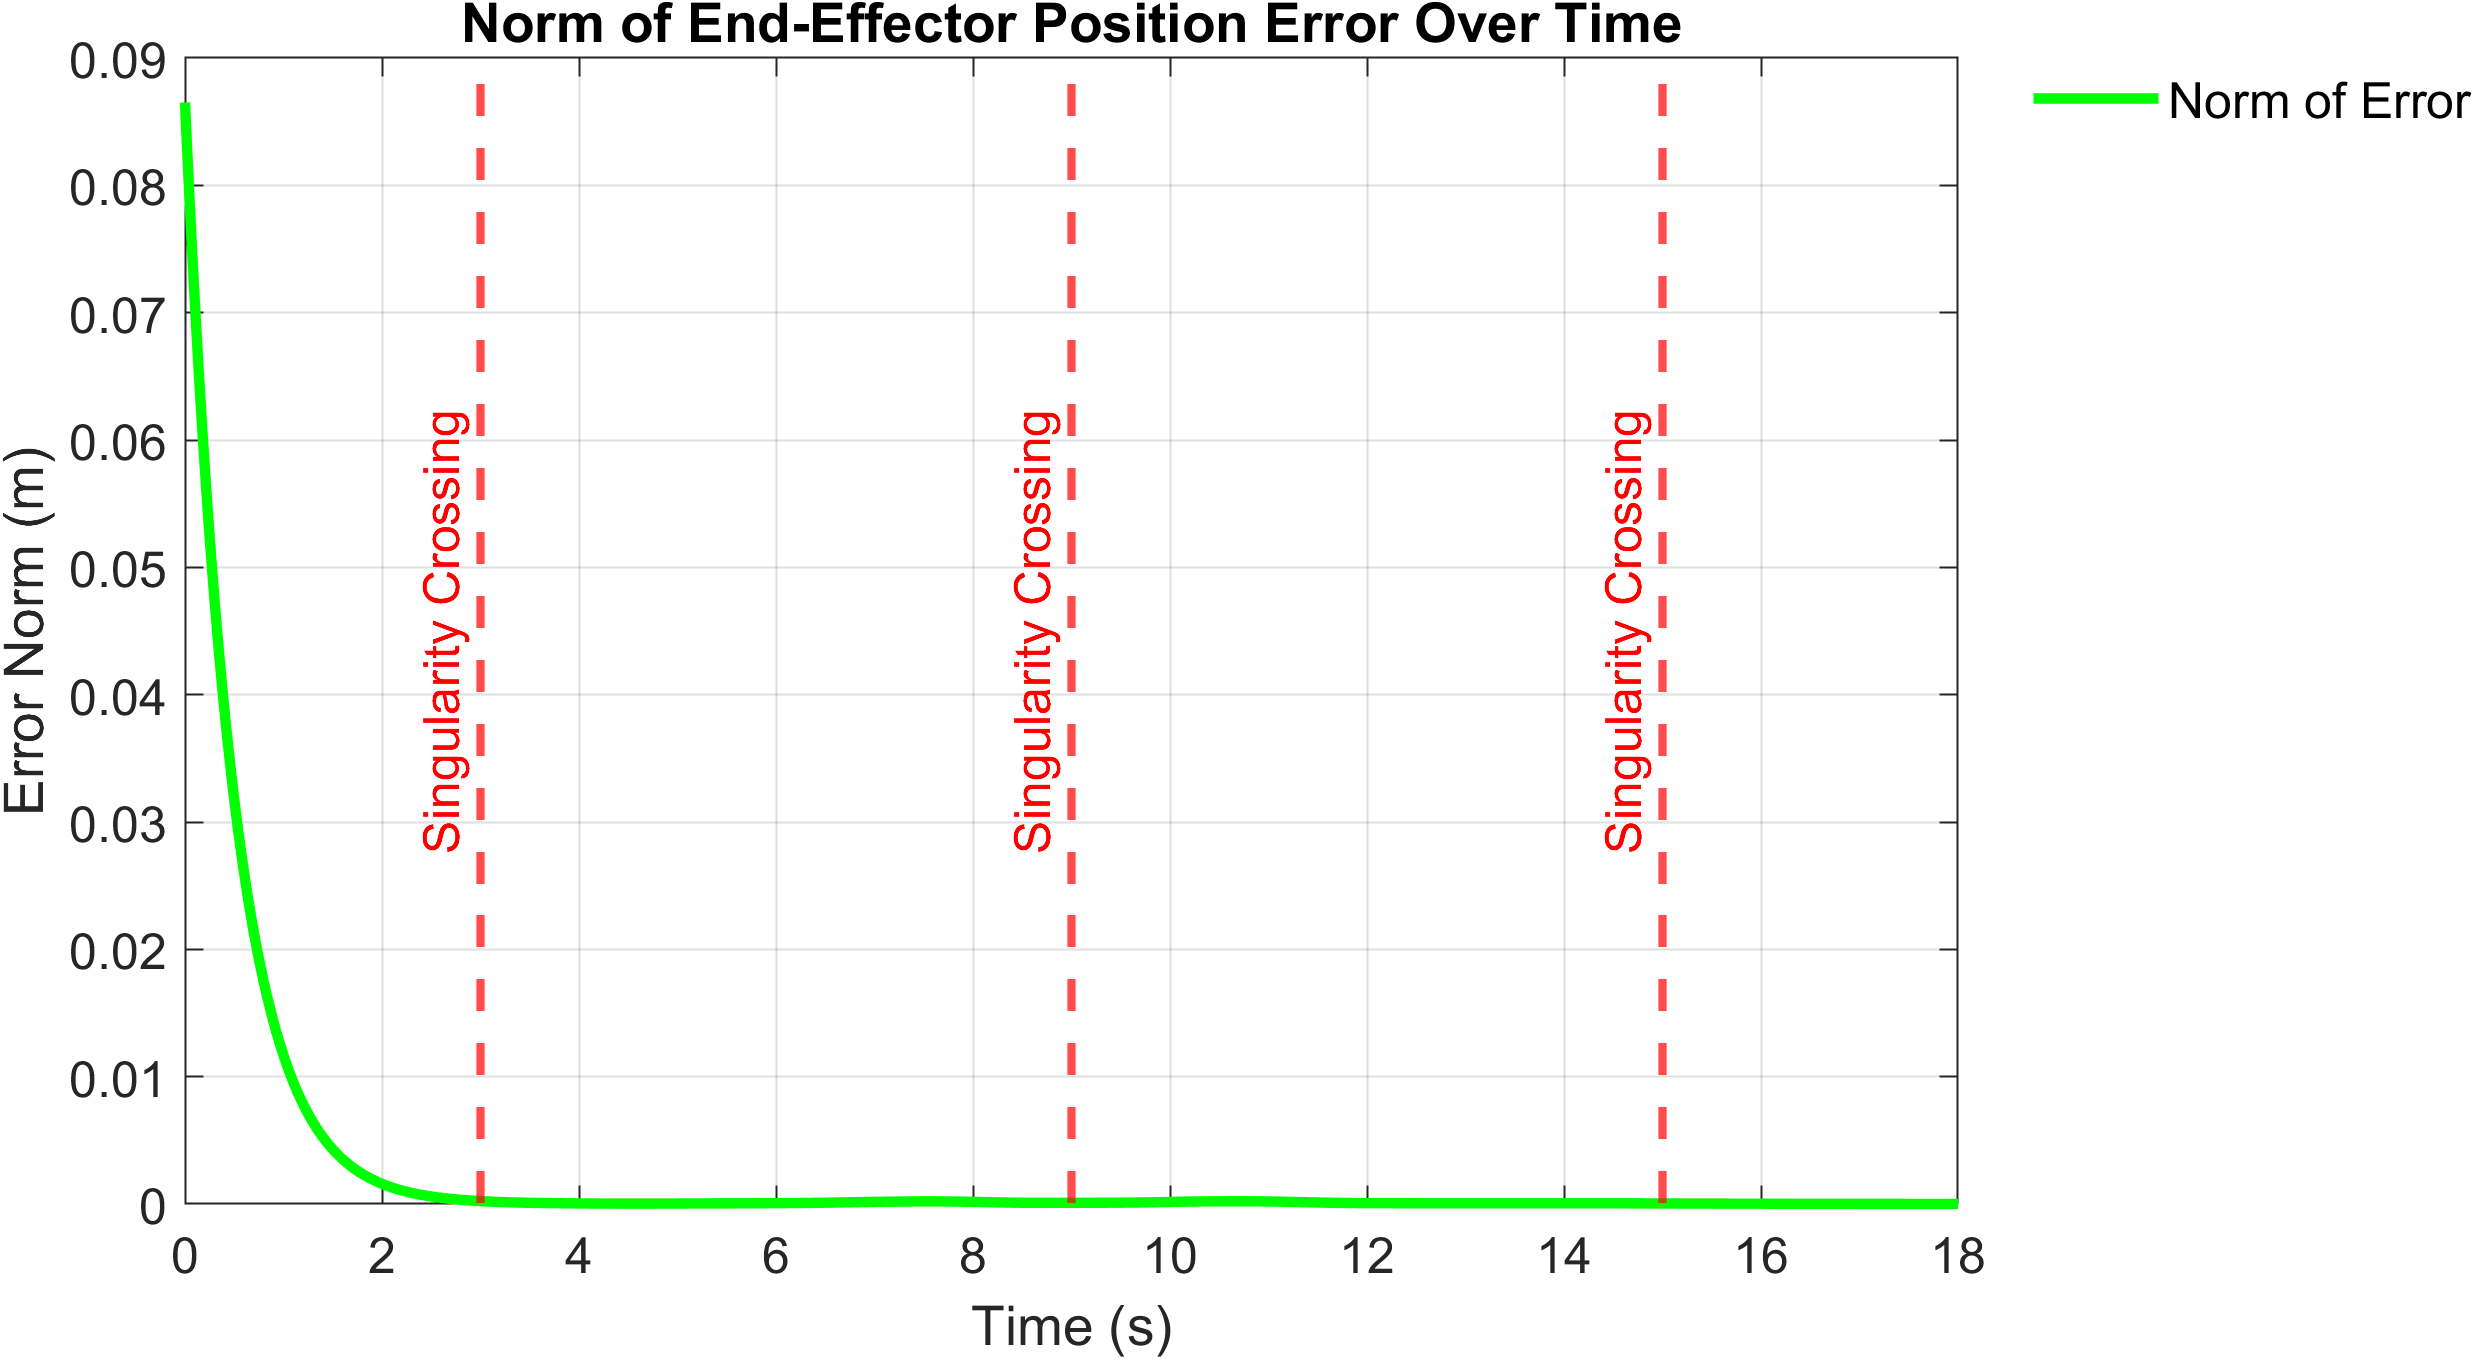 Norm of End-Effector Position Error Over Time
Norm of Error
Error Norm (m)
0.09
0.08
0.07
0.06
0.05
0.04
0.03
0.02
0.01
0
Singularity Crossing
Singularity Crossing
Singularity Crossing
0 2 4 6 8 10 12 14 16 18
Time (s)